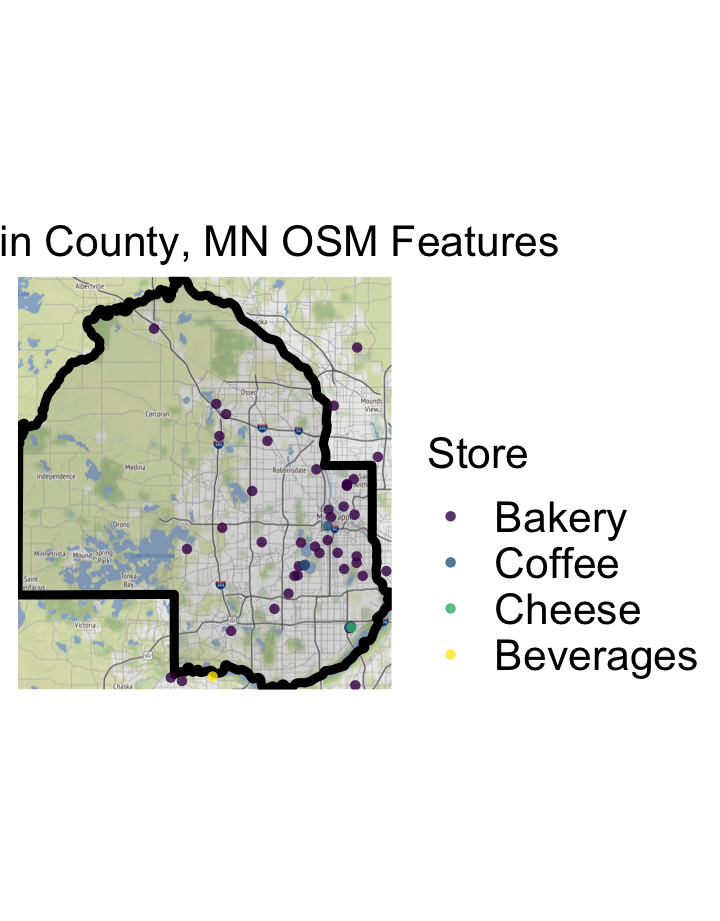 in County, MN OSM Features
Albertville
Osseo
Mounds
View
Corcoran
Robbinsdale
Medina
Independence
Orono
Minnetrista
Mound
Spring
Park
Tonka
Bay
Saint
Victoria
Chaska
Store
Bakery
Coffee
Cheese
Beverages